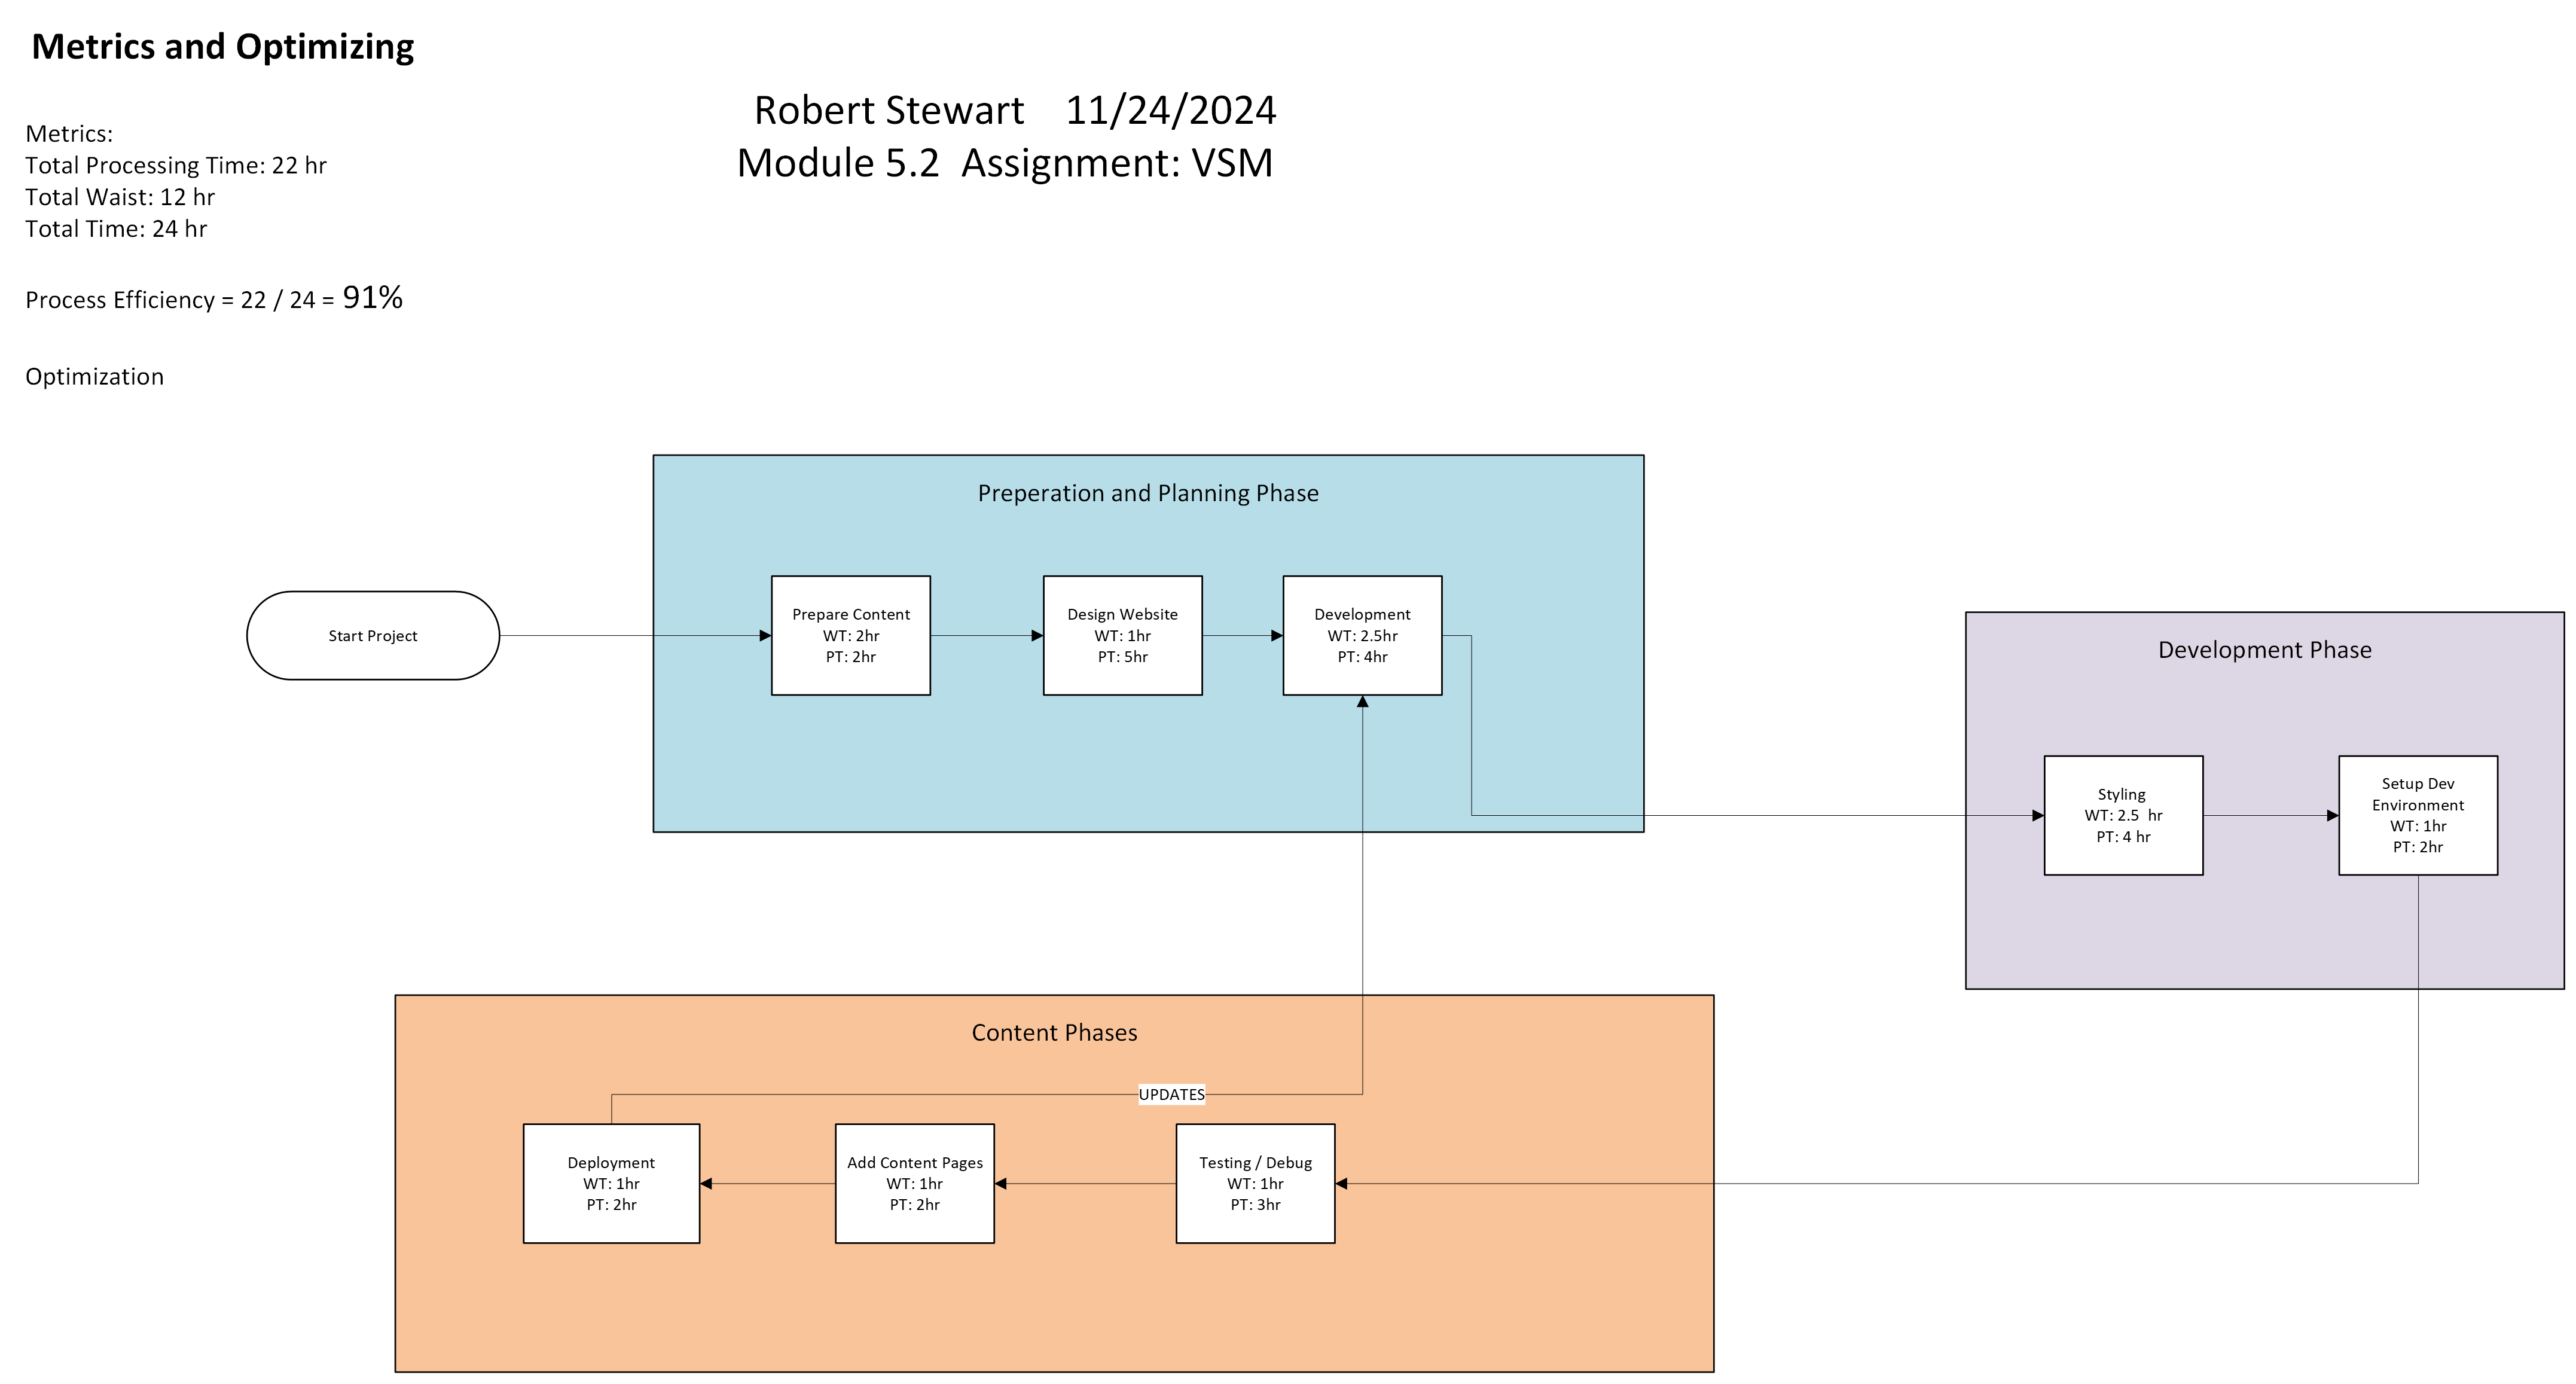 Metrics and Optimizing
Robert Stewart    11/24/2024
Module 5.2  Assignment: VSM
Metrics:
Total Processing Time: 22 hr
Total Waist: 12 hr
Total Time: 24 hr
Process Efficiency = 22 / 24 = 91%
Optimization
Preperation and Planning Phase
Start Project
Prepare Content
WT: 2hr
PT: 2hr
Design Website
WT: 1hr
PT: 5hr
Development
WT: 2.5hr
PT: 4hr
Development Phase
Styling
WT: 2.5  hr
PT: 4 hr
Setup Dev
Environment
WT: 1hr
PT: 2hr
Content Phases
UPDATES
Deployment
WT: 1hr
PT: 2hr
Add Content Pages
WT: 1hr
PT: 2hr
Testing / Debug
WT: 1hr
PT: 3hr